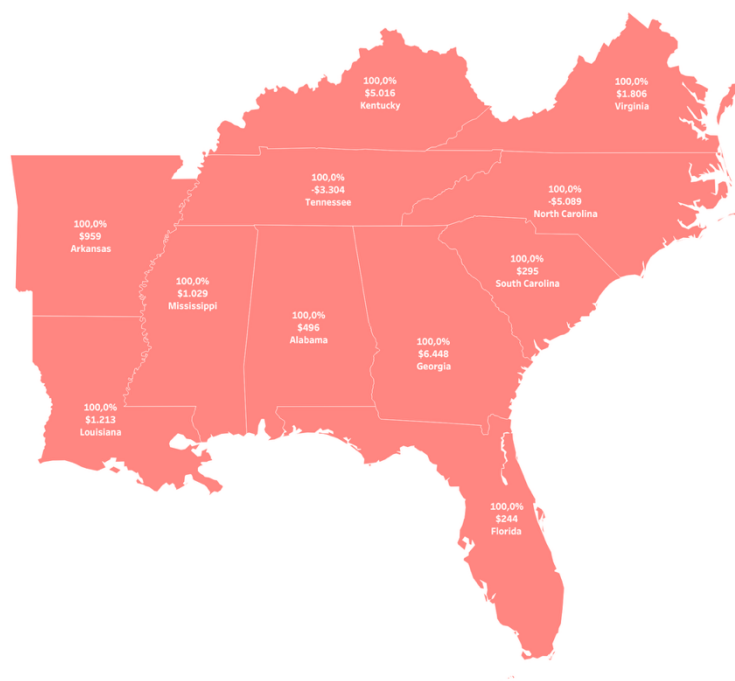 100,0%
$5.016
Kentucky
100,0%
$1.806
Virginia
100,0%
-$3.304
Tennessee
100,0%
-$5.089
North Carolina
100,0%
$959
Arkansas
100,0%
$1.029
Mississippi
100,0%
$496
Alabama
100,0%
$6.448
Georgia
100,0%
$295
South Carolina
100,0%
$1.213
Louisiana
100,0%
$244
Florida